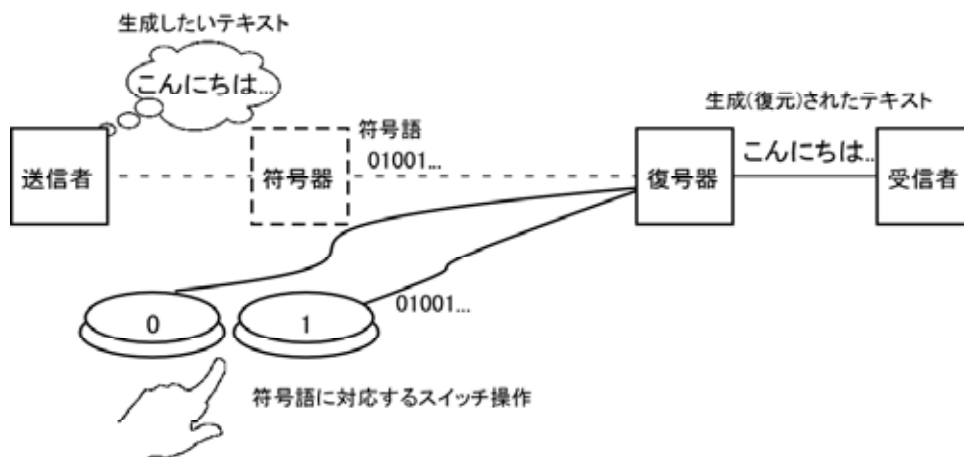 生成したいテキスト
こんにちは...
生成(復元)されたテキスト
符号語
01001...
こんにちは...
送信者
符号器
復号器
受信者
0
1
01001...
符号語に対応するスイッチ操作